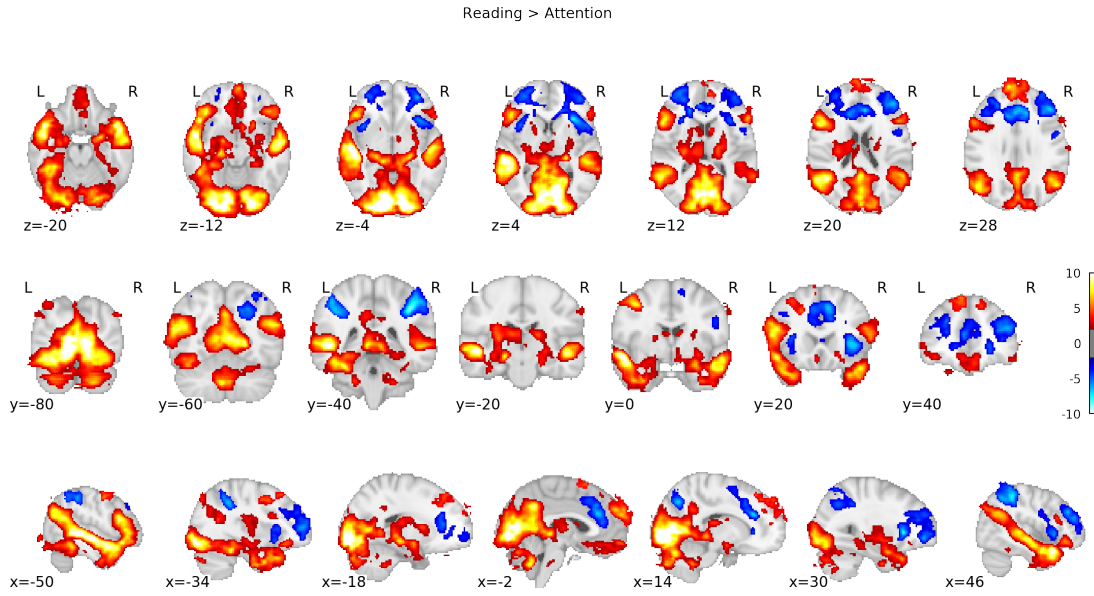 Reading > Attention
L R L R L R L R L R L R L R
z=-20 z=-12 z=-4 z=4 z=12 z=20 z=28
L R L R L R L R L R L R L R
y=-80 y=-60 y=-40 y=-20 y=0 y=20 y=40
10
5
0
-5
-10
x=-50 x=-34 x=-18 x=-2 x=14 x=30 x=46